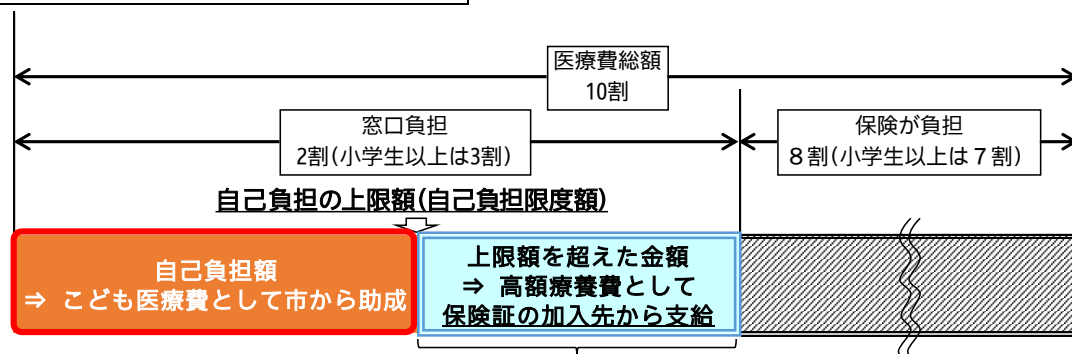 医療費総額
10割
窓口負担
2割(小学生以上は3割)
保険が負担
８割(小学生以上は７割)
自己負担の上限額(自己負担限度額)
自己負担額
⇒ こども医療費として市から助成
上限額を超えた金額
⇒ 高額療養費として
保険証の加入先から支給